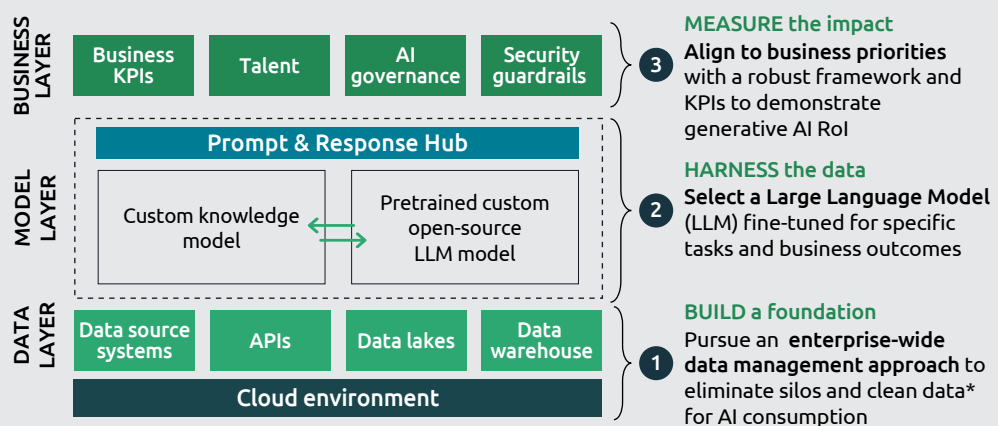 BUSINESS
LAYER
Business
KPIs
Talent
AI
governance
Security
guardrails
3
MEASURE the impact
Align to business priorities
with a robust framework and
KPIs to demonstrate
generative AI RoI
MODEL
LAYER
Prompt & Response Hub
Custom knowledge
model
Pretrained custom
open-source
LLM model
2
HARNESS the data
Select a Large Language Model
(LLM) fine-tuned for specific
tasks and business outcomes
DATA
LAYER
Data source
systems
APIs
Data lakes
Data
warehouse
Cloud environment
1
BUILD a foundation
Pursue an enterprise-wide
data management approach to
eliminate silos and clean data*
for AI consumption